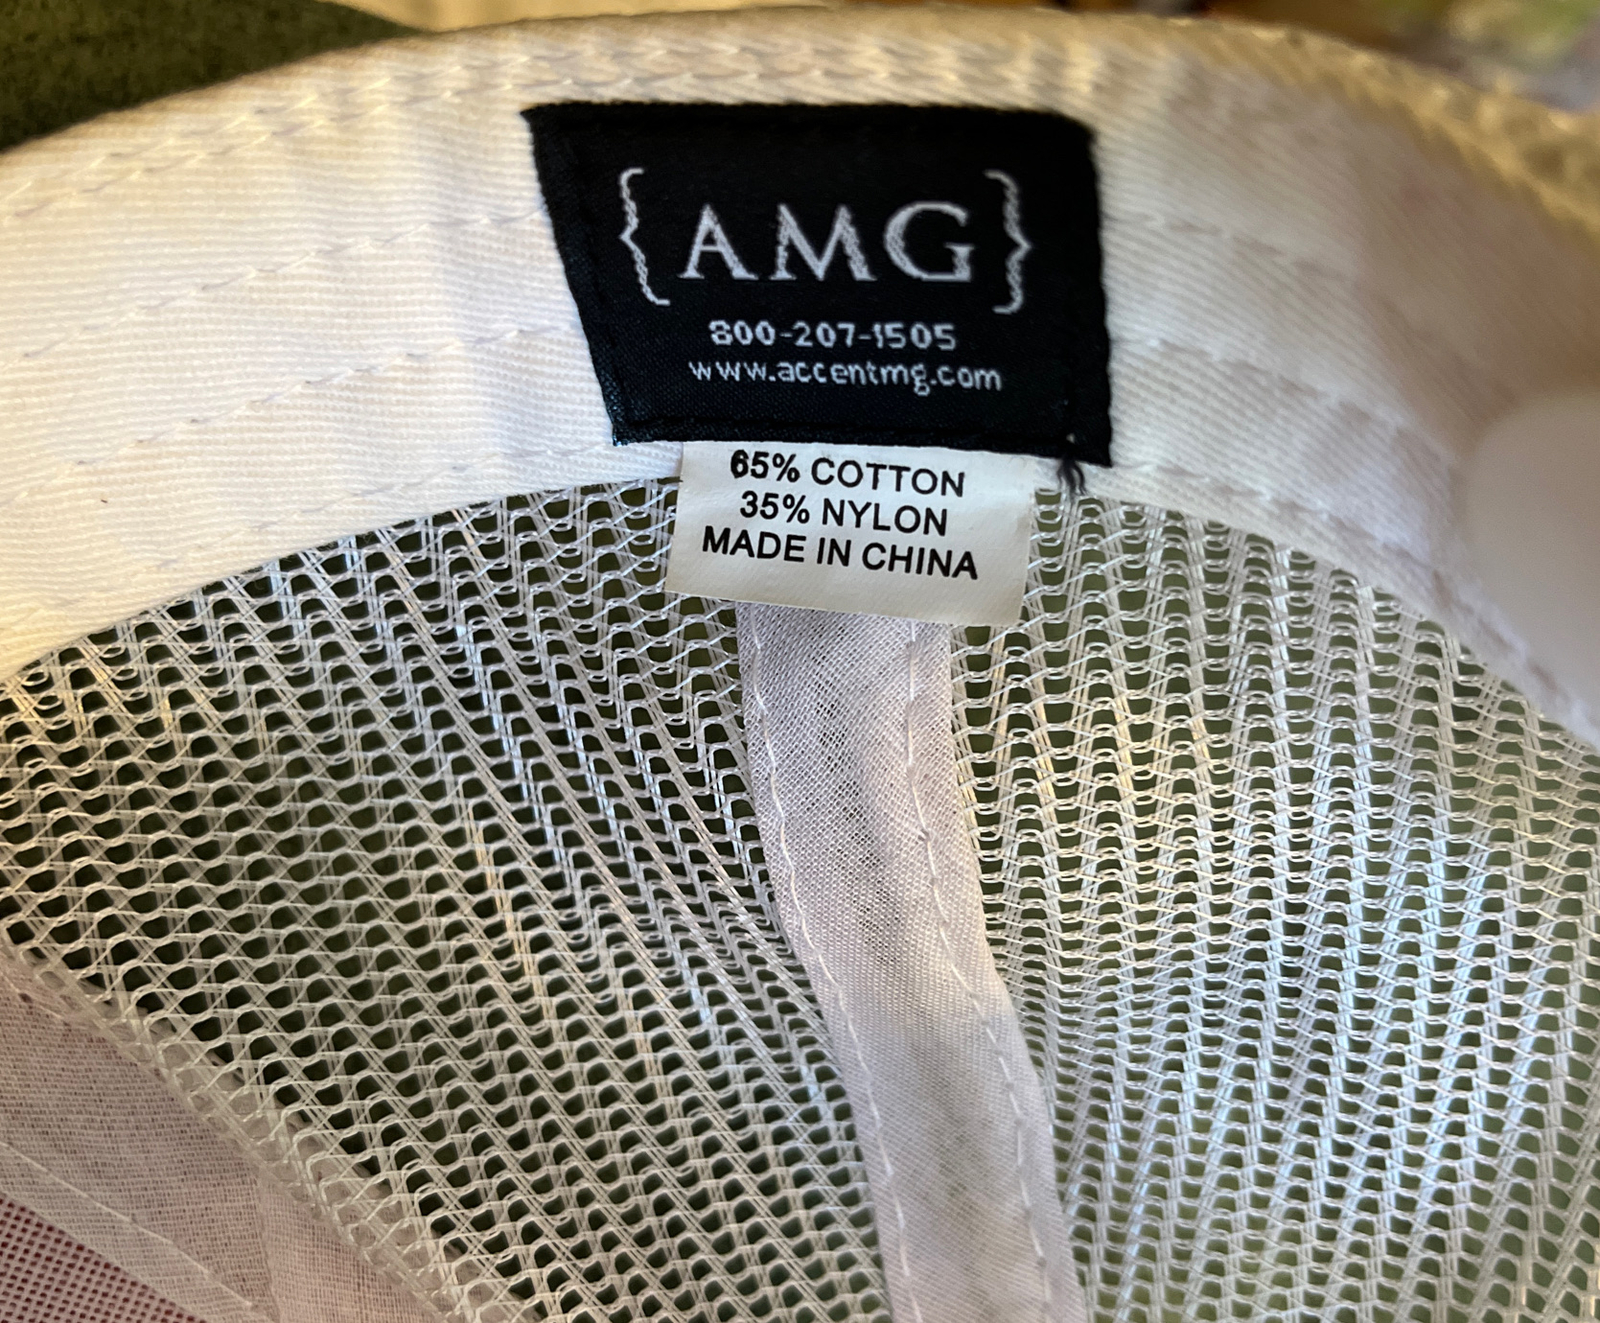 {AMG}
800-207-1505
www.accentmg.com
65% COTTON
35% NYLON
MADE IN CHINA